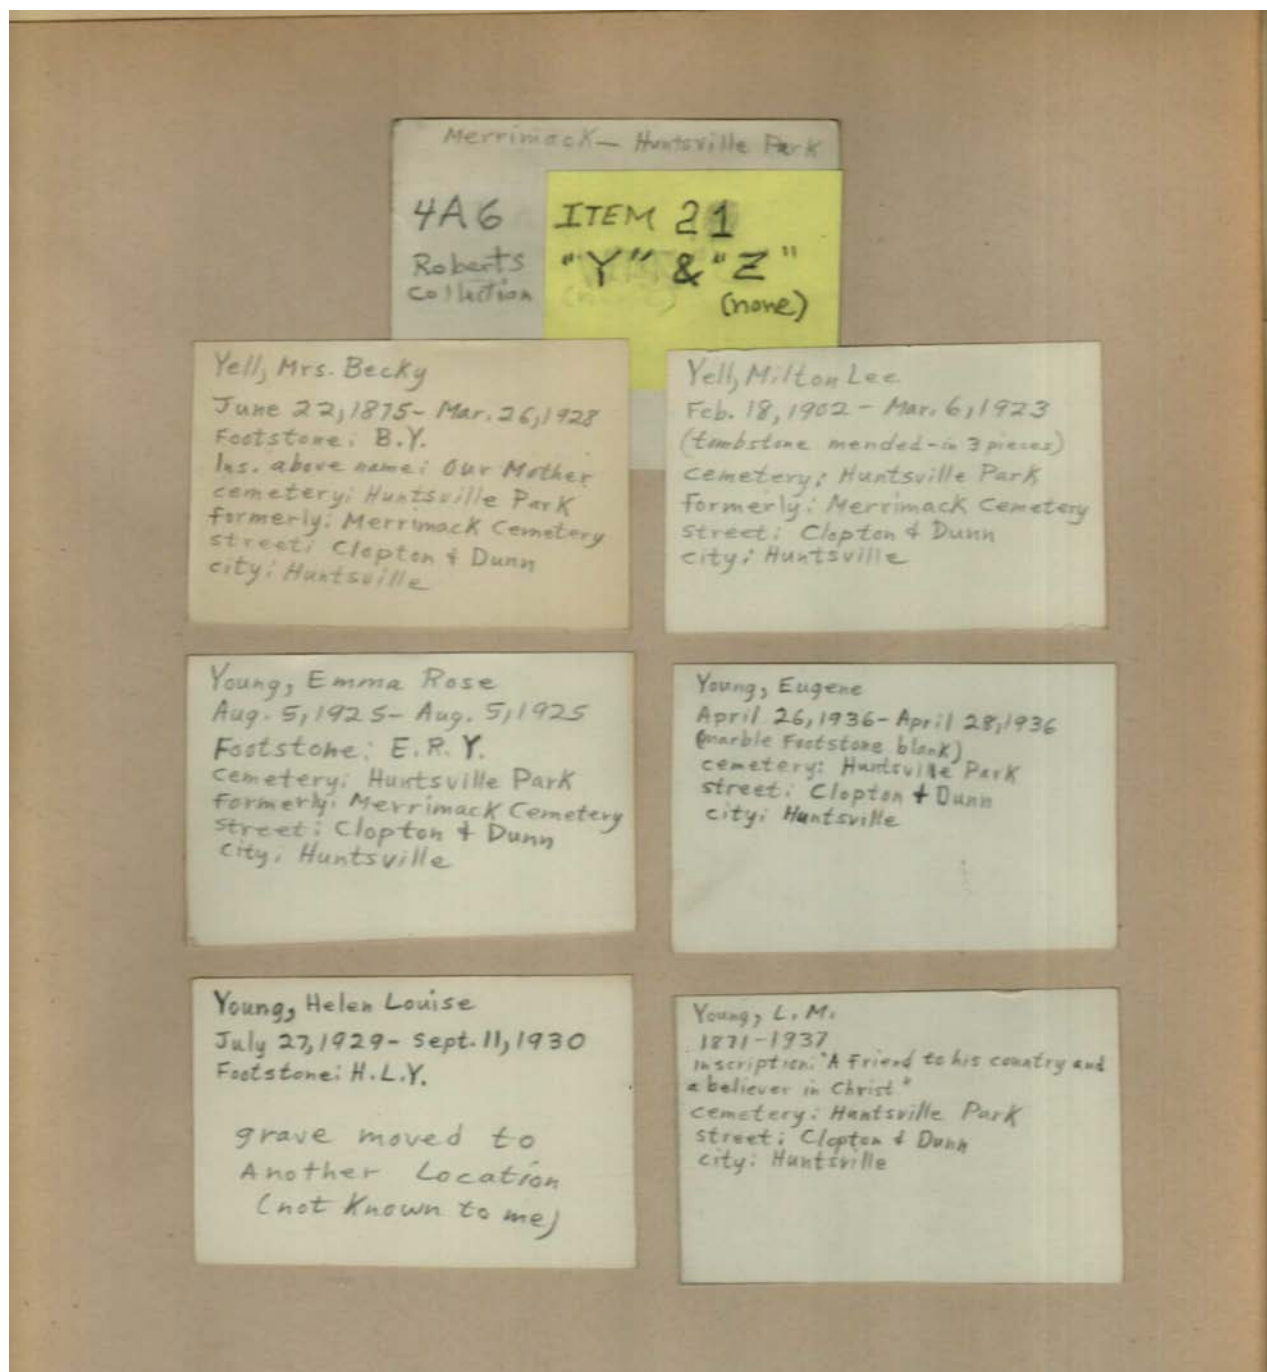 Merrimack - Huntsville Park
4A6
Roberts
Collection
ITEM 21
"Y" & "Z"
(none)
Yell, Mrs. Becky
June 22, 1875 - Mar. 26, 1928
Footstone: B.Y.
Ins. above name: Our Mother
cemetery: Huntsville Park
formerly: Merrimack Cemetery
street: Clopton & Dunn
city: Huntsville
Yell, Milton Lee
Feb. 18, 1902 - Mar. 6, 1923
(tombstone mended - in 3 pieces)
cemetery: Huntsville Park
formerly: Merrimack Cemetery
street: Clopton & Dunn
city: Huntsville
Young, Emma Rose
Aug. 5, 1925 - Aug. 5, 1925
Footstone: E.R.Y.
cemetery: Huntsville Park
formerly: Merrimack Cemetery
street: Clopton & Dunn
city: Huntsville
Young, Eugene
April 26, 1936 - April 28, 1936
(marble Footstone blank)
cemetery: Huntsville Park
street: Clopton & Dunn
city: Huntsville
Young, Helen Louise
July 27, 1929 - Sept. 11, 1930
Footstone: H.L.Y.
grave moved to
Another Location
(not Known to me)
Young, L. M.
1871-1937
inscription: "A Friend to his country and
a believer in Christ"
cemetery: Huntsville Park
street: Clopton & Dunn
city: Huntsville